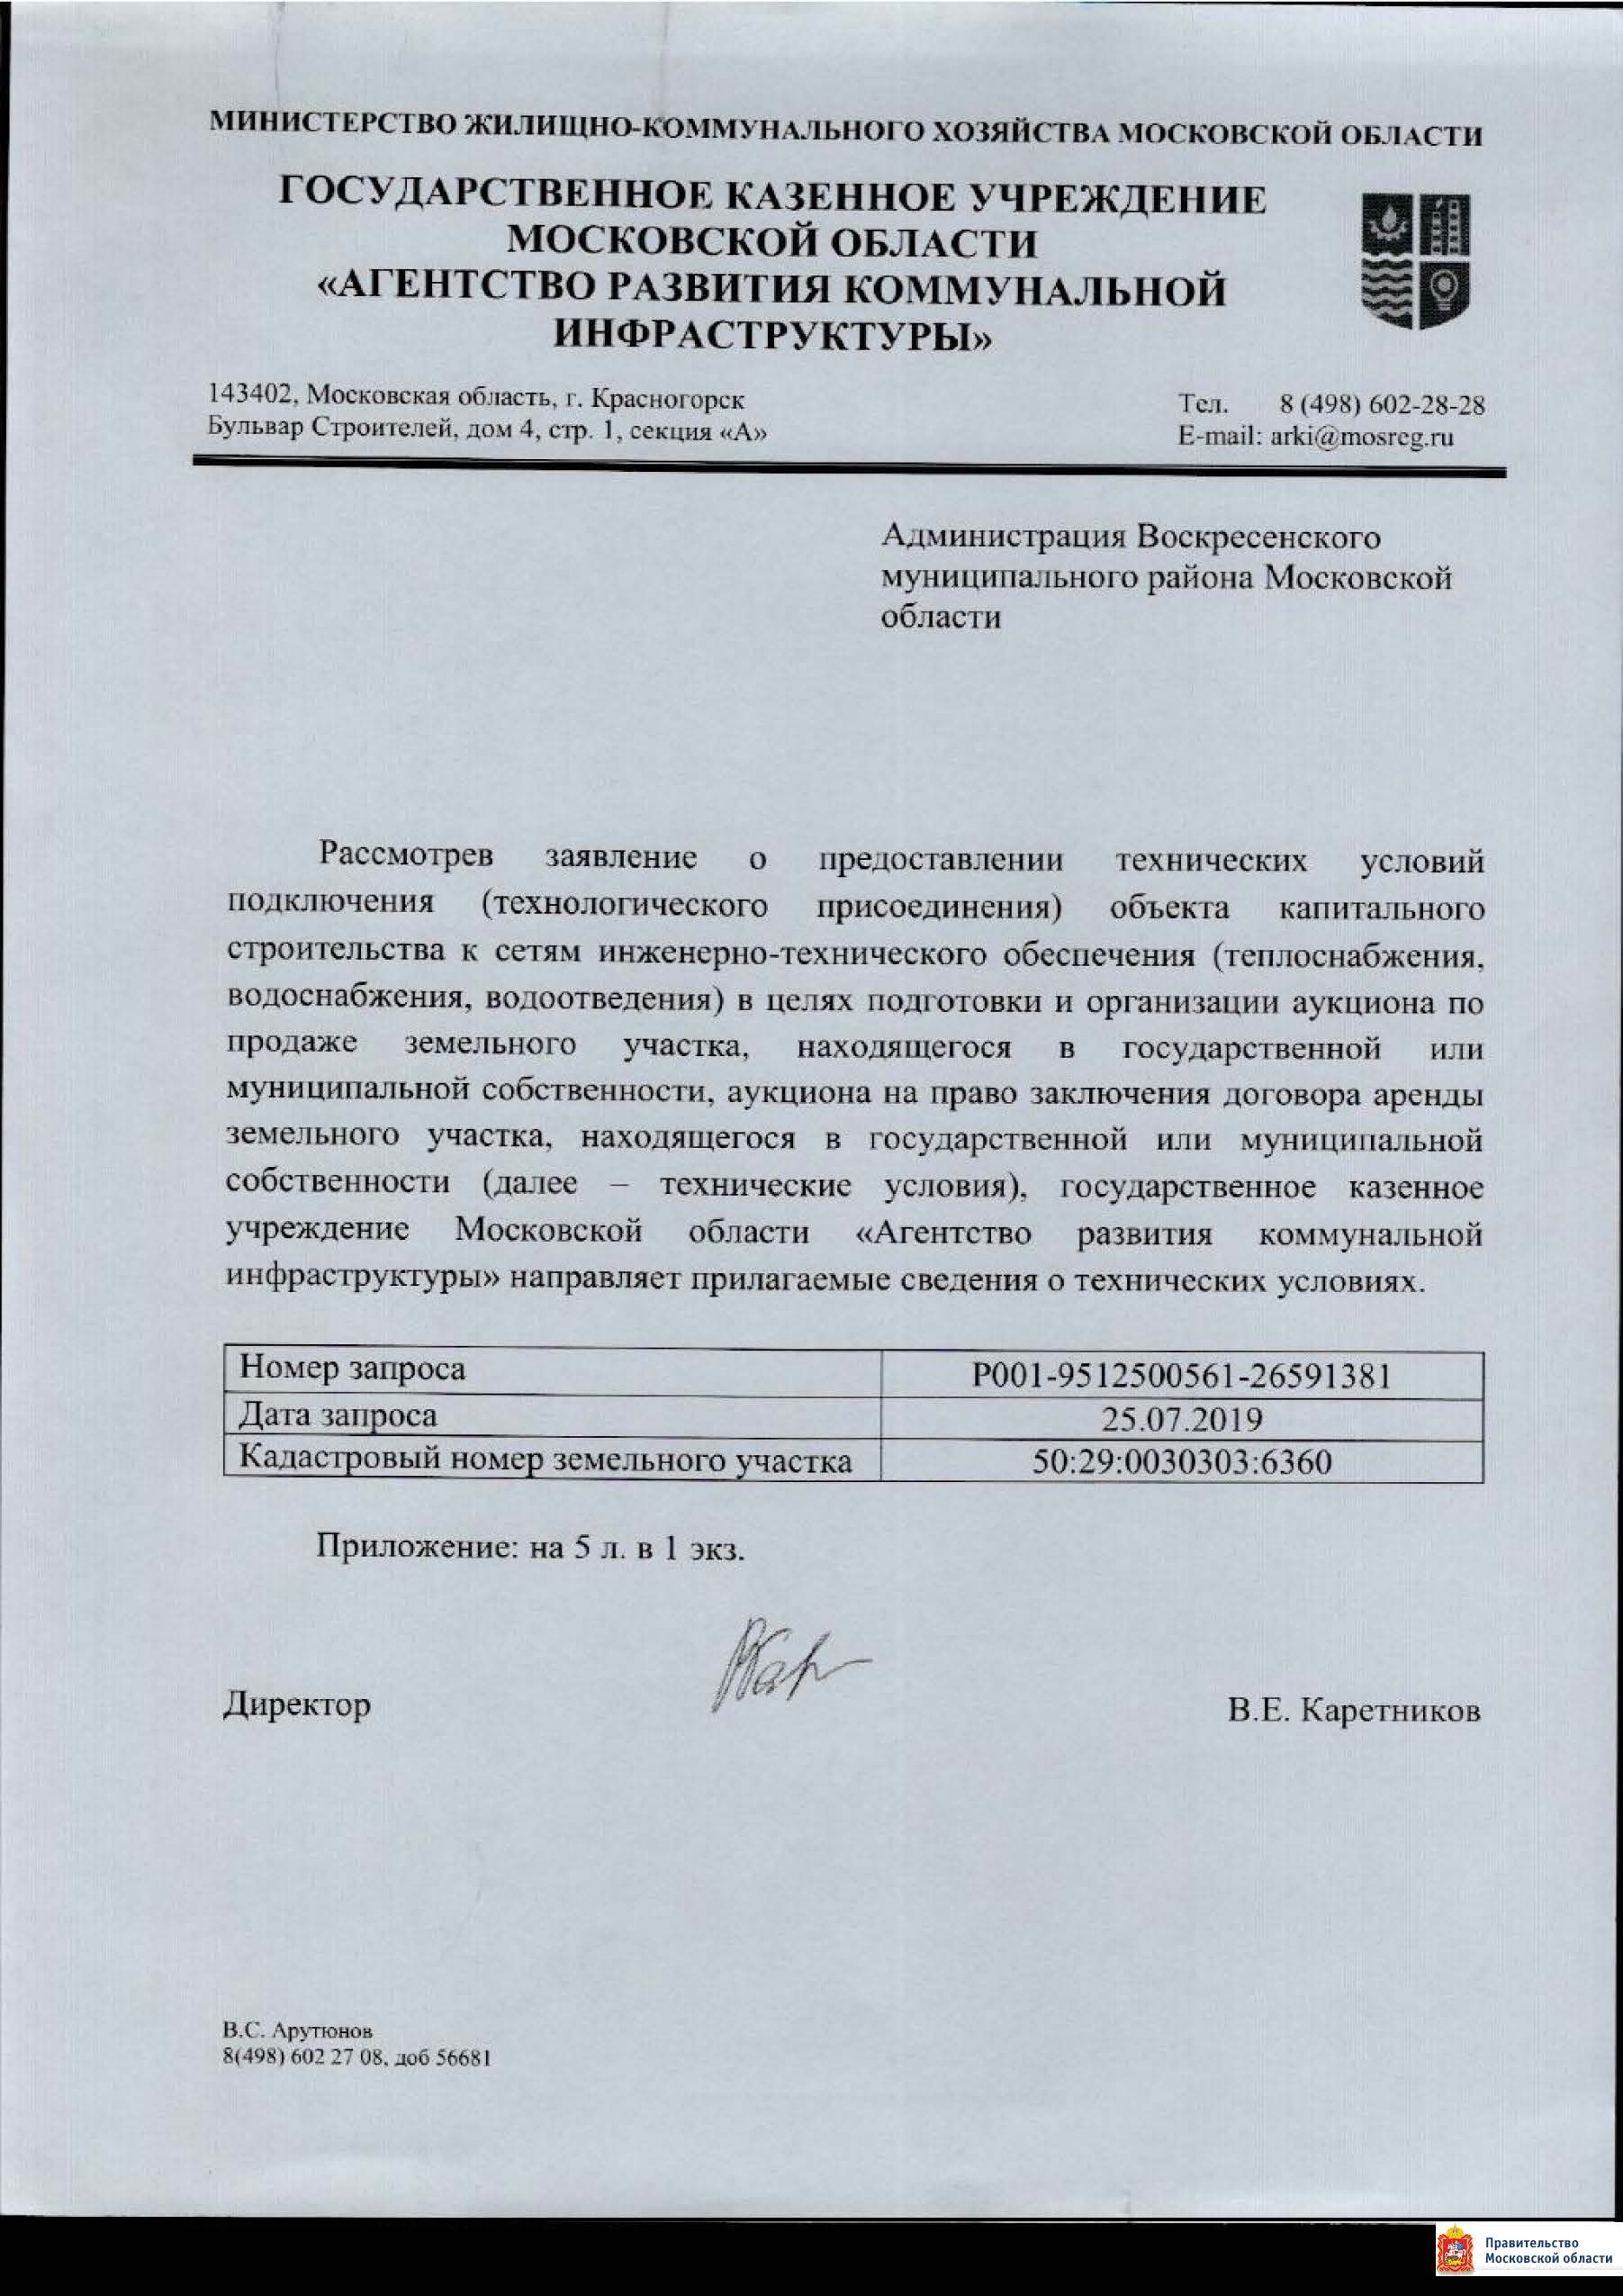 МИНИСТЕРСТВО ЖИЛИЩНО-КОММУНАЛЬНОГО ХОЗЯЙСТВА МОСКОВСКОЙ ОБЛАСТИ
ГОСУДАРСТВЕННОЕ КАЗЕННОЕ УЧРЕЖДЕНИЕ
МОСКОВСКОЙ ОБЛАСТИ
«АГЕНТСТВО РАЗВИТИЯ КОММУНАЛЬНОЙ
ИНФРАСТРУКТУРЫ»
143402, Московская область, г. Красногорск
Бульвар Строителей, дом 4, стр. 1, секция «А»
Тел. 8 (498) 602-28-28
E-mail: arki@mosreg.ru
Администрация Воскресенского
муниципального района Московской
области
Рассмотрев заявление о предоставлении технических условий
подключения (технологического присоединения) объекта капитального
строительства к сетям инженерно-технического обеспечения (теплоснабжения,
водоснабжения, водоотведения) в целях подготовки и организации аукциона по
продаже земельного участка, находящегося в государственной или
муниципальной собственности, аукциона на право заключения договора аренды
земельного участка, находящегося в государственной или муниципальной
собственности (далее – технические условия), государственное казенное
учреждение Московской области «Агентство развития коммунальной
инфраструктуры» направляет прилагаемые сведения о технических условиях.
Номер запроса P001-9512500561-26591381
Дата запроса 25.07.2019
Кадастровый номер земельного участка 50:29:0030303:6360
Приложение: на 5 л. в 1 экз.
Директор В.Е. Каретников
В.С. Арутюнов
8(498) 602 27 08, доб 56681
Правительство
Московской области